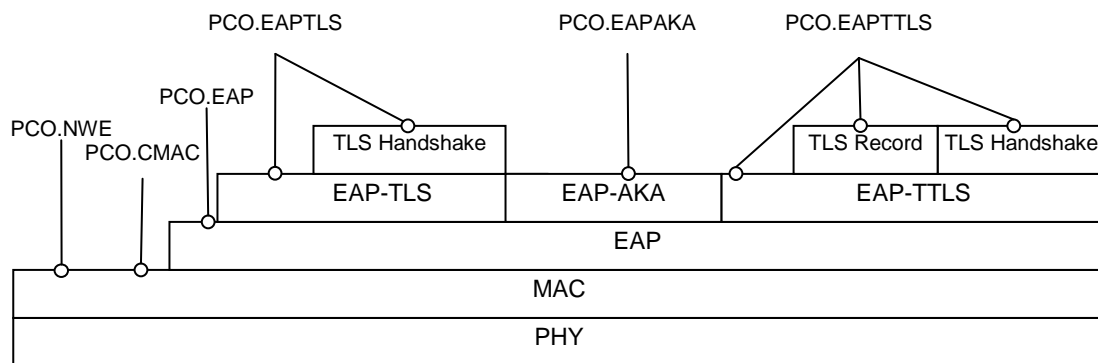 PCO.EAPTLS
PCO.EAPAKA
PCO.EAPTTLS
PCO.EAP
PCO.NWE
PCO.CMAC
TLS Handshake
TLS Record
TLS Handshake
EAP-TLS
EAP-AKA
EAP-TTLS
EAP
MAC
PHY